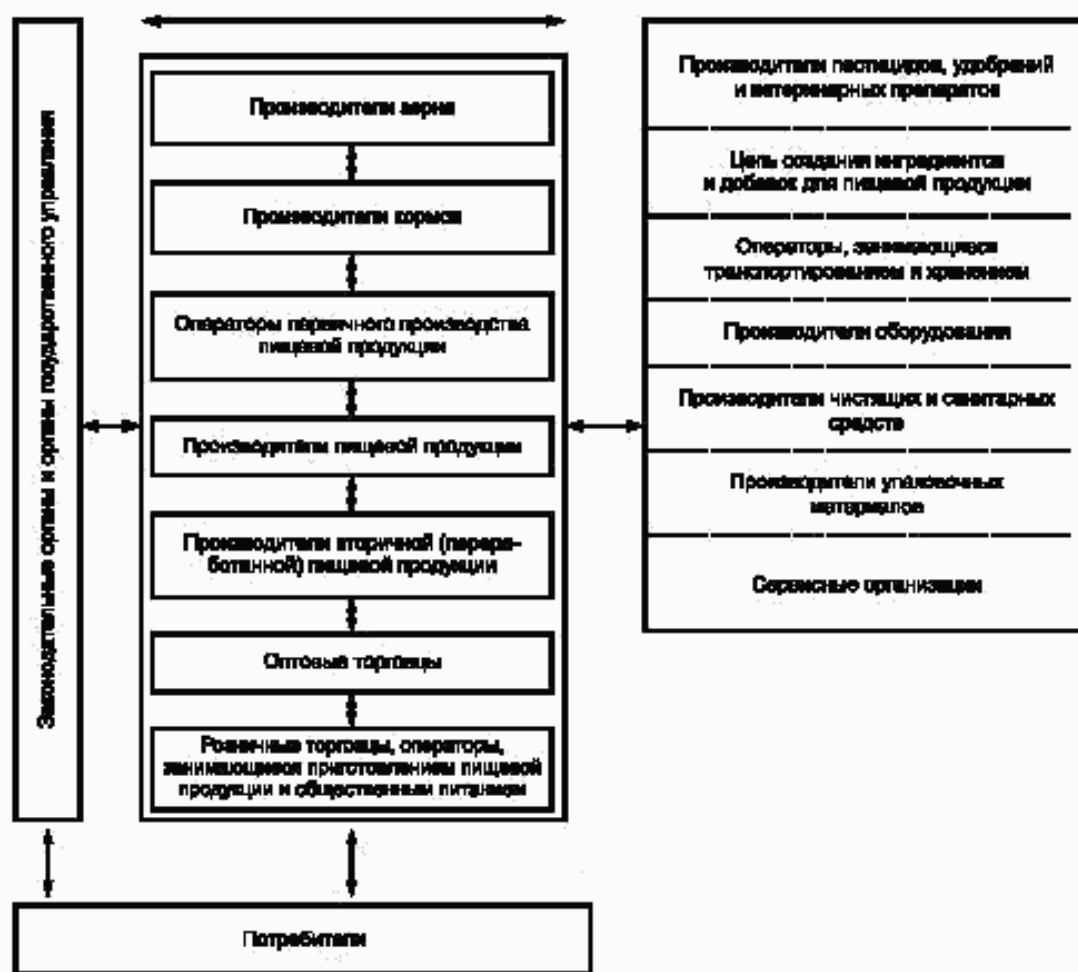 Законодательные органы и органы государственного управления
Производители зерна
Производители корма
Операторы первичного производства
пищевой продукции
Производители пищевой продукции
Производители вторичной (перера-
ботанной) пищевой продукции
Оптовые торговцы
Розничные торговцы, операторы,
занимающиеся приготовлением пищевой
продукции и общественным питанием
Производители пестицидов, удобрений
и ветеринарных препаратов
Цепь создания ингредиентов
и добавок для пищевой продукции
Операторы, занимающиеся
транспортированием и хранением
Производители оборудования
Производители чистящих и санитарных
средств
Производители упаковочных
материалов
Сервисные организации
Потребители